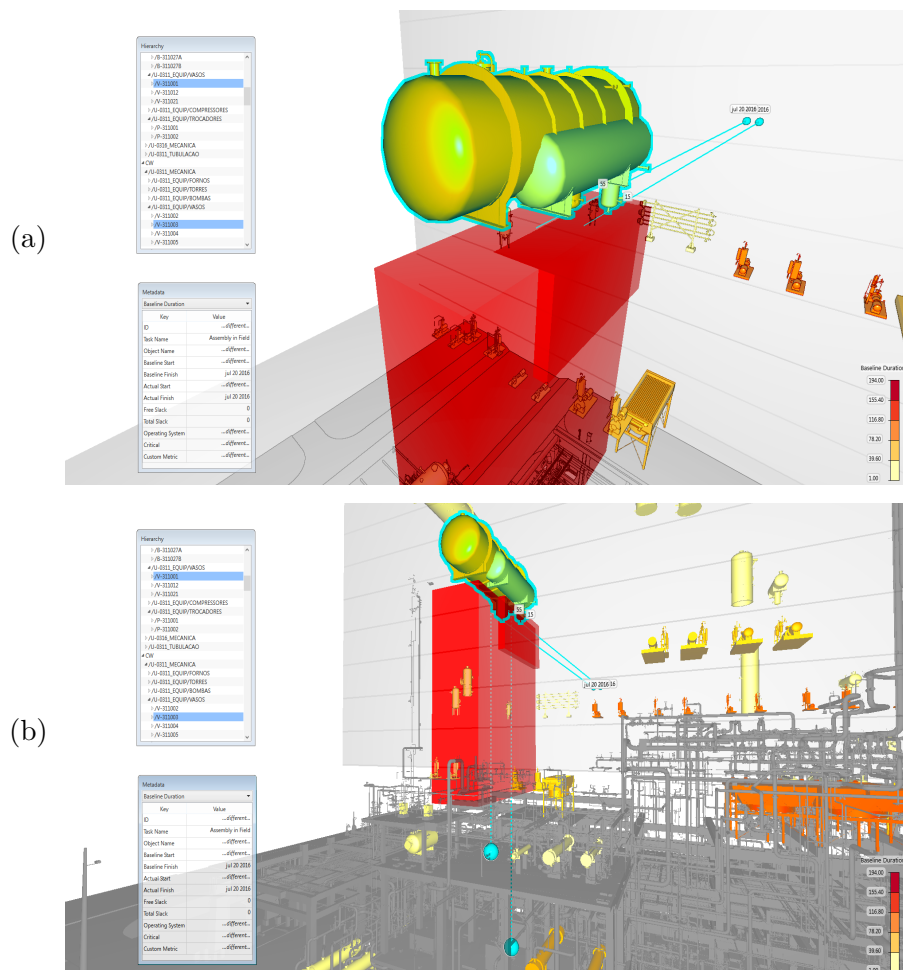 (a)
Hierarchy
/B-311027A
/B-311027B
/U-0311_EQUIP/VASOS
/V-311001
/V-311012
/V-311021
/U-0311_EQUIP/COMPRESSORES
/U-0311_EQUIP/TROCADORES
/P-311001
/P-311002
/U-0316_MECANICA
/U-0311_TUBULACAO
CW
/U-0311_MECANICA
/U-0311_EQUIP/FORNOS
/U-0311_EQUIP/TORRES
/U-0311_EQUIP/BOMBAS
/U-0311_EQUIP/VASOS
/V-311002
/V-311003
/V-311004
/V-311005
Metadata
Baseline Duration
Key Value
ID ...different...
Task Name Assembly in Field
Object Name ...different...
Baseline Start ...different...
Baseline Finish jul 20 2016
Actual Start ...different...
Actual Finish jul 20 2016
Free Slack 0
Total Slack 0
Operating System ...different...
Critical ...different...
Custom Metric ...different...
jul 20 2016 2016
55
15
Baseline Duration
194.00
155.40
116.80
78.20
39.60
1.00
(b)
Hierarchy
/B-311027A
/B-311027B
/U-0311_EQUIP/VASOS
/V-311001
/V-311012
/V-311021
/U-0311_EQUIP/COMPRESSORES
/U-0311_EQUIP/TROCADORES
/P-311001
/P-311002
/U-0316_MECANICA
/U-0311_TUBULACAO
CW
/U-0311_MECANICA
/U-0311_EQUIP/FORNOS
/U-0311_EQUIP/TORRES
/U-0311_EQUIP/BOMBAS
/U-0311_EQUIP/VASOS
/V-311002
/V-311003
/V-311004
/V-311005
Metadata
Baseline Duration
Key Value
ID ...different...
Task Name Assembly in Field
Object Name ...different...
Baseline Start ...different...
Baseline Finish jul 20 2016
Actual Start ...different...
Actual Finish jul 20 2016
Free Slack 0
Total Slack 0
Operating System ...different...
Critical ...different...
Custom Metric ...different...
55
15
jul 20 2016 16
Baseline Duration
194.00
155.40
116.80
78.20
39.60